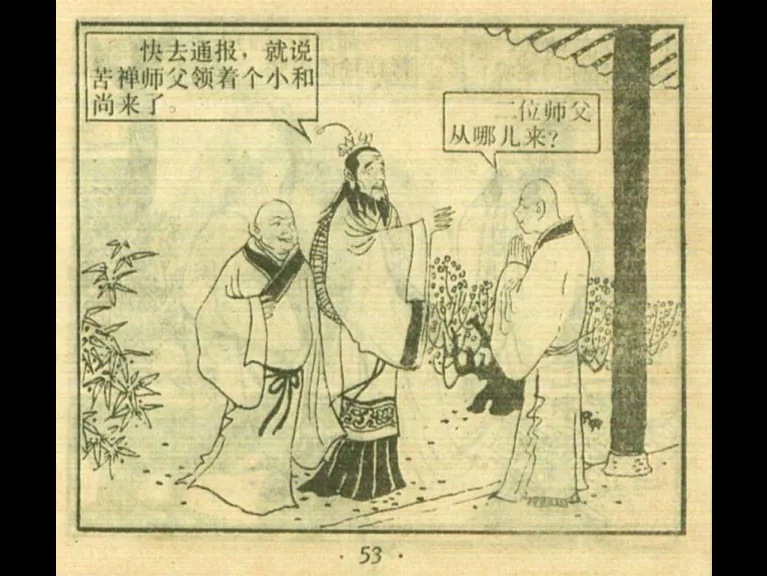 快去通报，就说
苦禅师父领着个小和
尚来了。
二位师父
从哪儿来？
· 53 ·